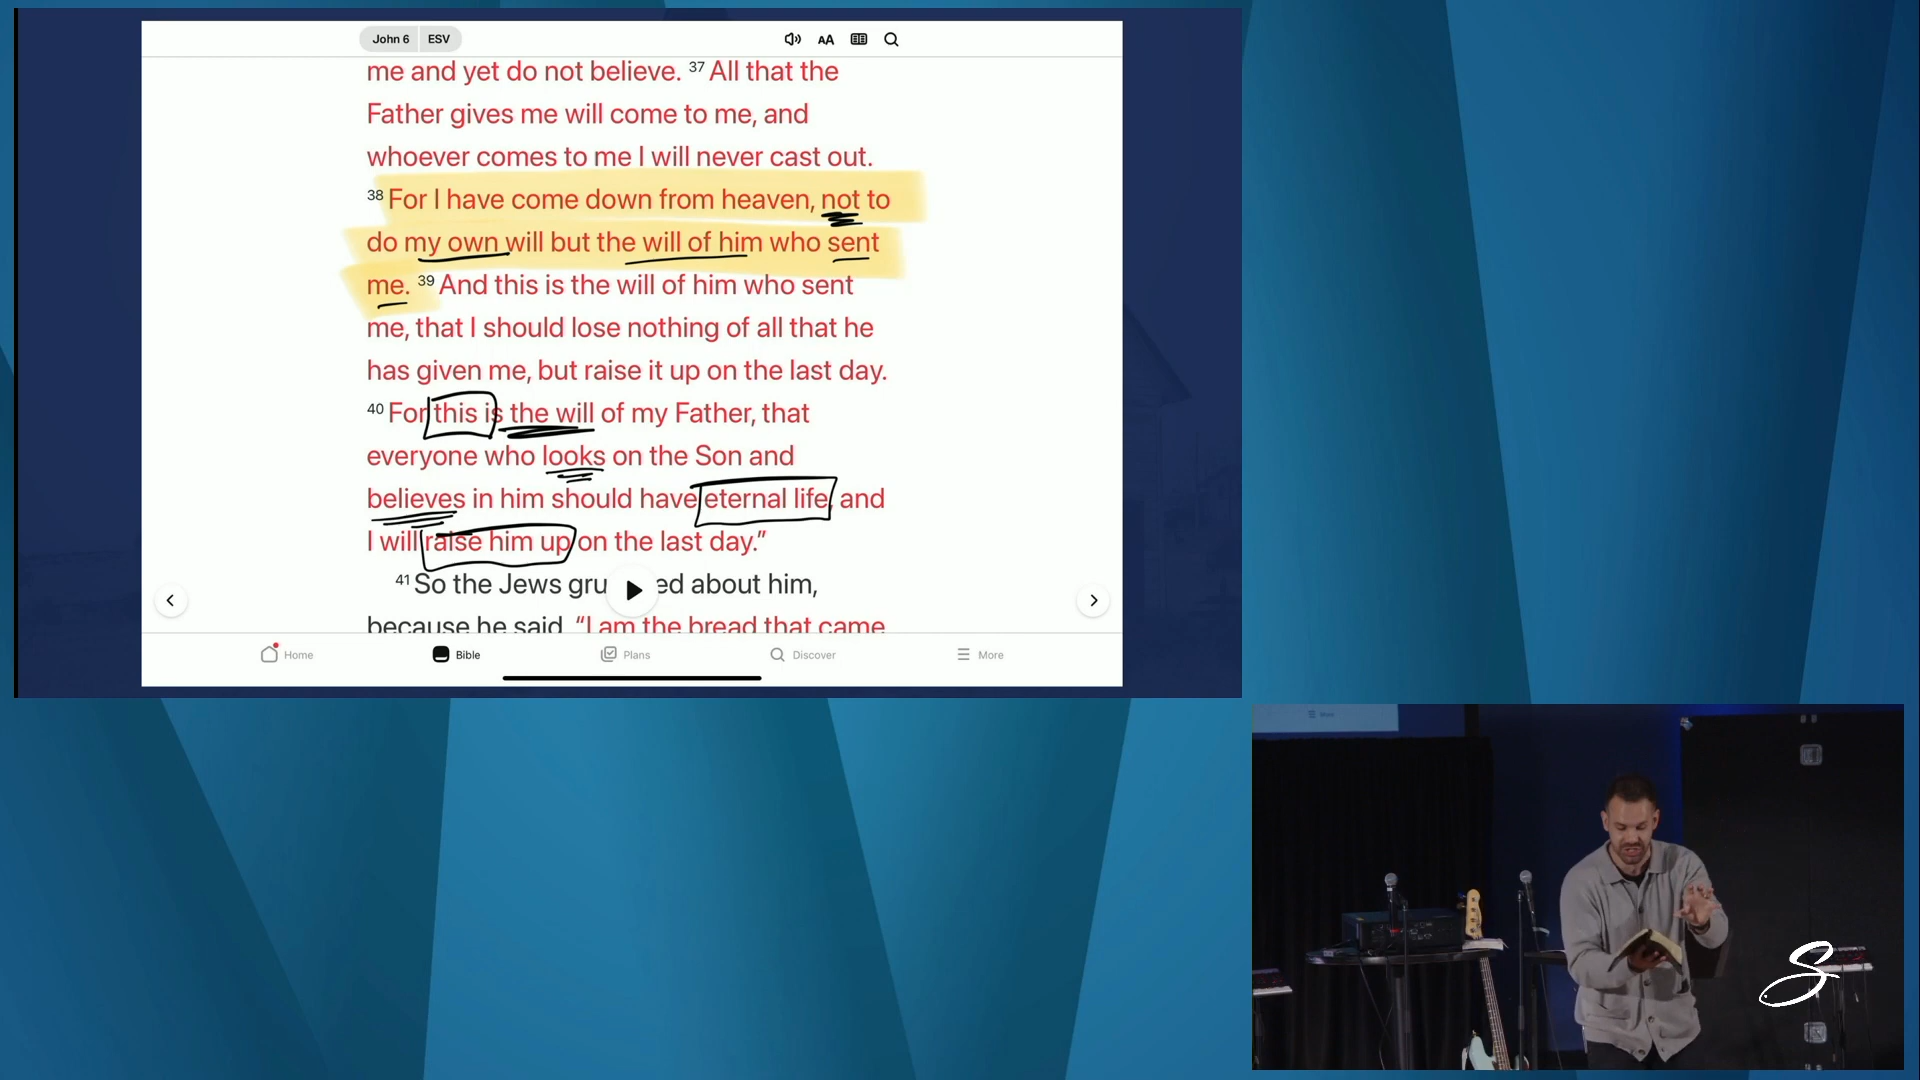 John 6 ESV AA
me and yet do not believe. 37 All that the
Father gives me will come to me, and
whoever comes to me I will never cast out.
38 For I have come down from heaven, not to
do my own will but the will of him who sent
me. 39 And this is the will of him who sent
me, that I should lose nothing of all that he
has given me, but raise it up on the last day.
40 For this is the will of my Father, that
everyone who looks on the Son and
believes in him should have eternal life, and
I will raise him up on the last day.”
41 So the Jews gru ed about him,
because he said, “I am the bread that came
Home Bible Plans Discover More